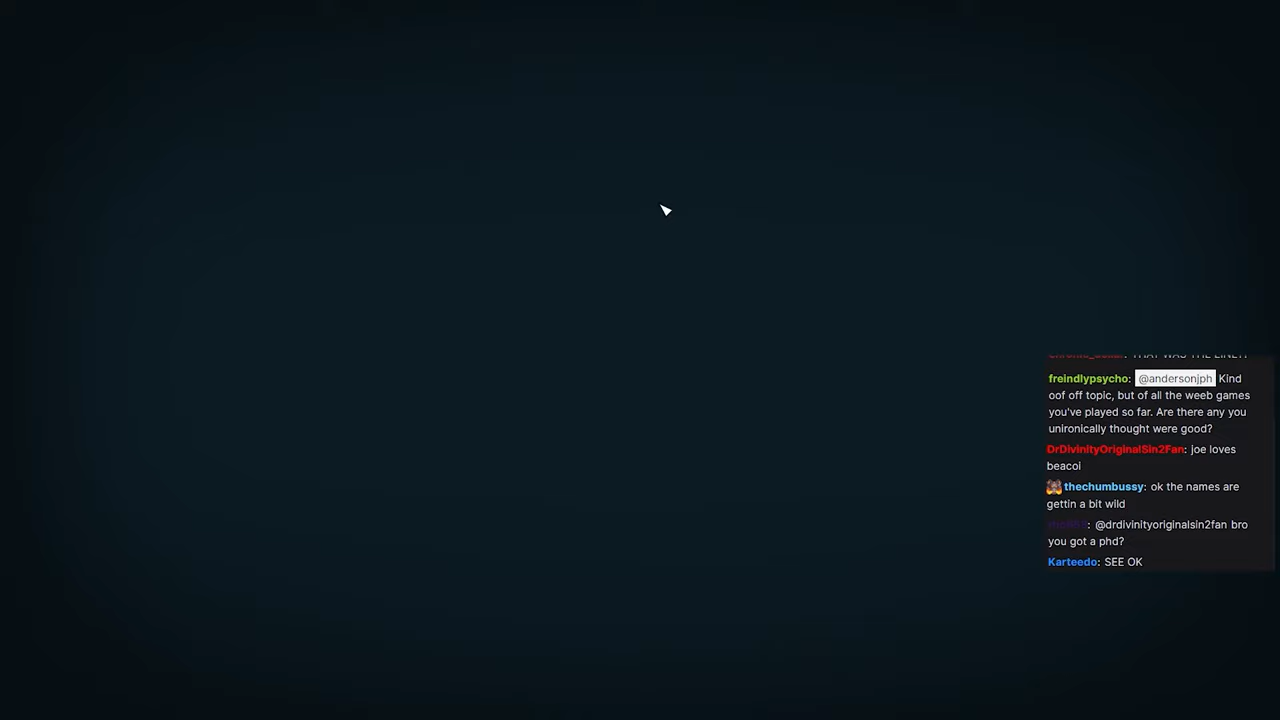 freindlypsycho: @andersonjph Kind
oof off topic, but of all the weeb games
you've played so far. Are there any you
unironically thought were good?
DrDivinityOriginalSin2Fan: joe loves
beacoi
thechumbussy: ok the names are
gettin a bit wild
: @drdivinityoriginalsin2fan bro
you got a phd?
Karteedo: SEE OK